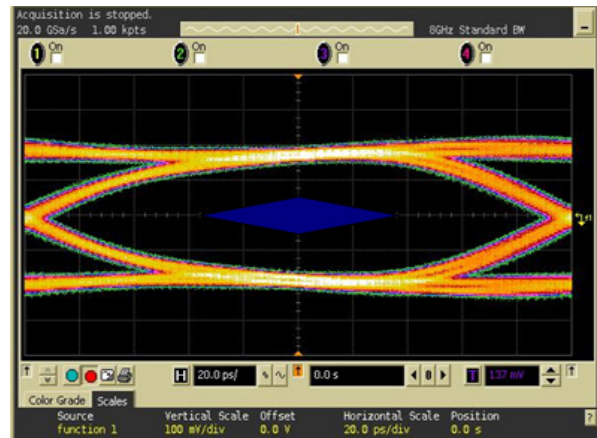 Acquisition is stopped.
20.0 GSa/s 1.00 kpts 8GHz Standard BW
1 On 2 On 3 On 4 On
f1
H 20.0 ps/ 0.0 s 0 T 137 mV
Color Grade Scales
Source Vertical Scale Offset Horizontal Scale Position ?
function 1 100 mV/div 0.0 V 20.0 ps/div 0.0 s